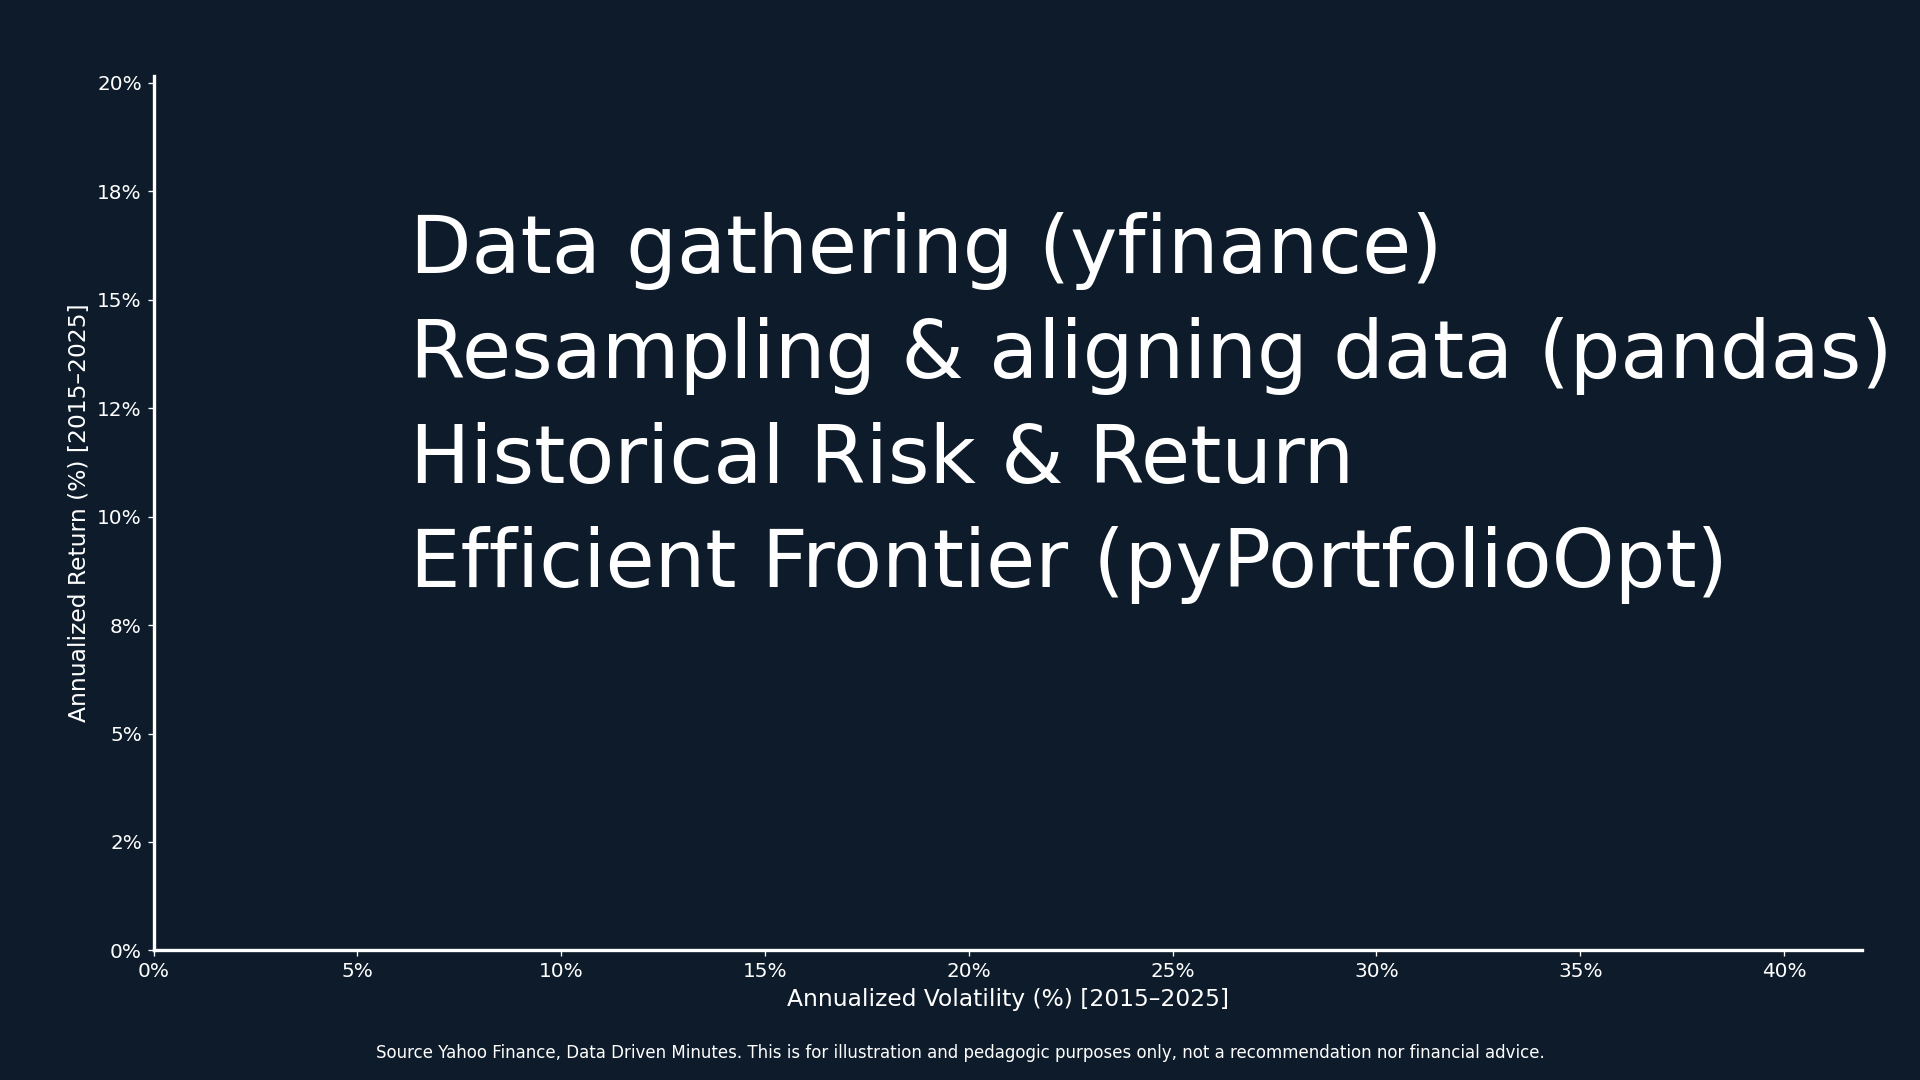 20%
18%
15%
12%
10%
8%
5%
2%
0%
Annualized Return (%) [2015–2025]
Data gathering (yfinance)
Resampling & aligning data (pandas)
Historical Risk & Return
Efficient Frontier (pyPortfolioOpt)
0% 5% 10% 15% 20% 25% 30% 35% 40%
Annualized Volatility (%) [2015–2025]
Source Yahoo Finance, Data Driven Minutes. This is for illustration and pedagogic purposes only, not a recommendation nor financial advice.